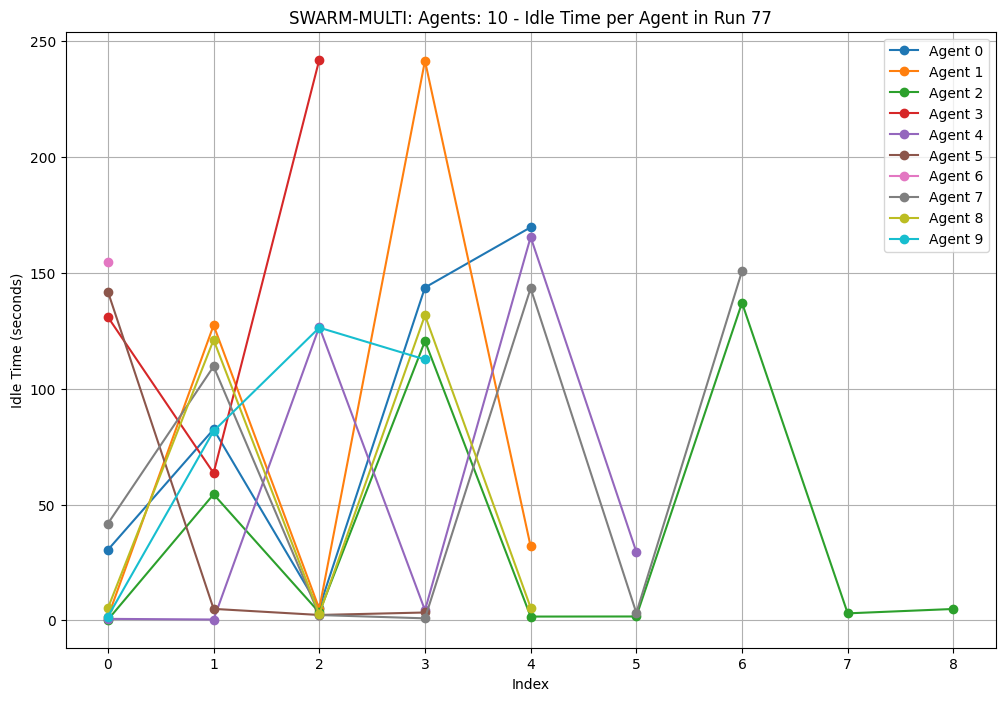 SWARM-MULTI: Agents: 10 - Idle Time per Agent in Run 77
250
200
150
100
50
0
Idle Time (seconds)
0 1 2 3 4 5 6 7 8
Index
Agent 0
Agent 1
Agent 2
Agent 3
Agent 4
Agent 5
Agent 6
Agent 7
Agent 8
Agent 9